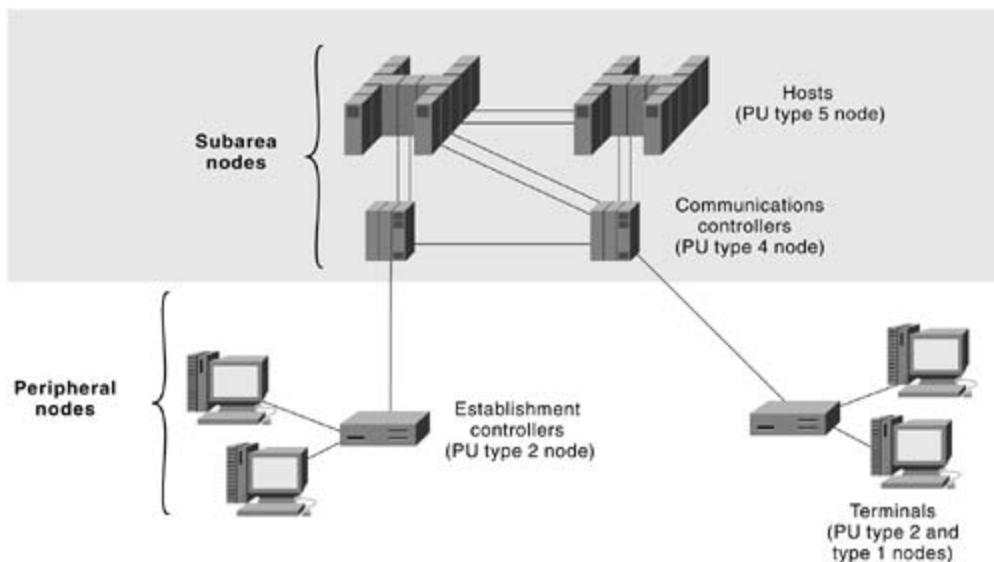 Hosts
(PU type 5 node)
Subarea
nodes
Communications
controllers
(PU type 4 node)
Peripheral
nodes
Establishment
controllers
(PU type 2 node)
Terminals
(PU type 2 and
type 1 nodes)